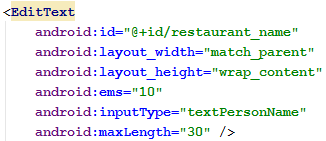 <EditText
android:id="@+id/restaurant_name"
android:layout_width="match_parent"
android:layout_height="wrap_content"
android:ems="10"
android:inputType="textPersonName"
android:maxLength="30" />